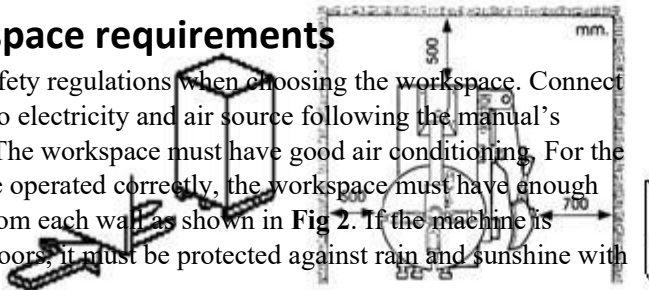 space requirements
mm.
fety regulations when choosing the workspace. Connect
500
o electricity and air source following the manual's
The workspace must have good air conditioning. For the
e operated correctly, the workspace must have enough
om each wall as shown in Fig 2. If the machine is
500
700
oors, it must be protected against rain and sunshine with